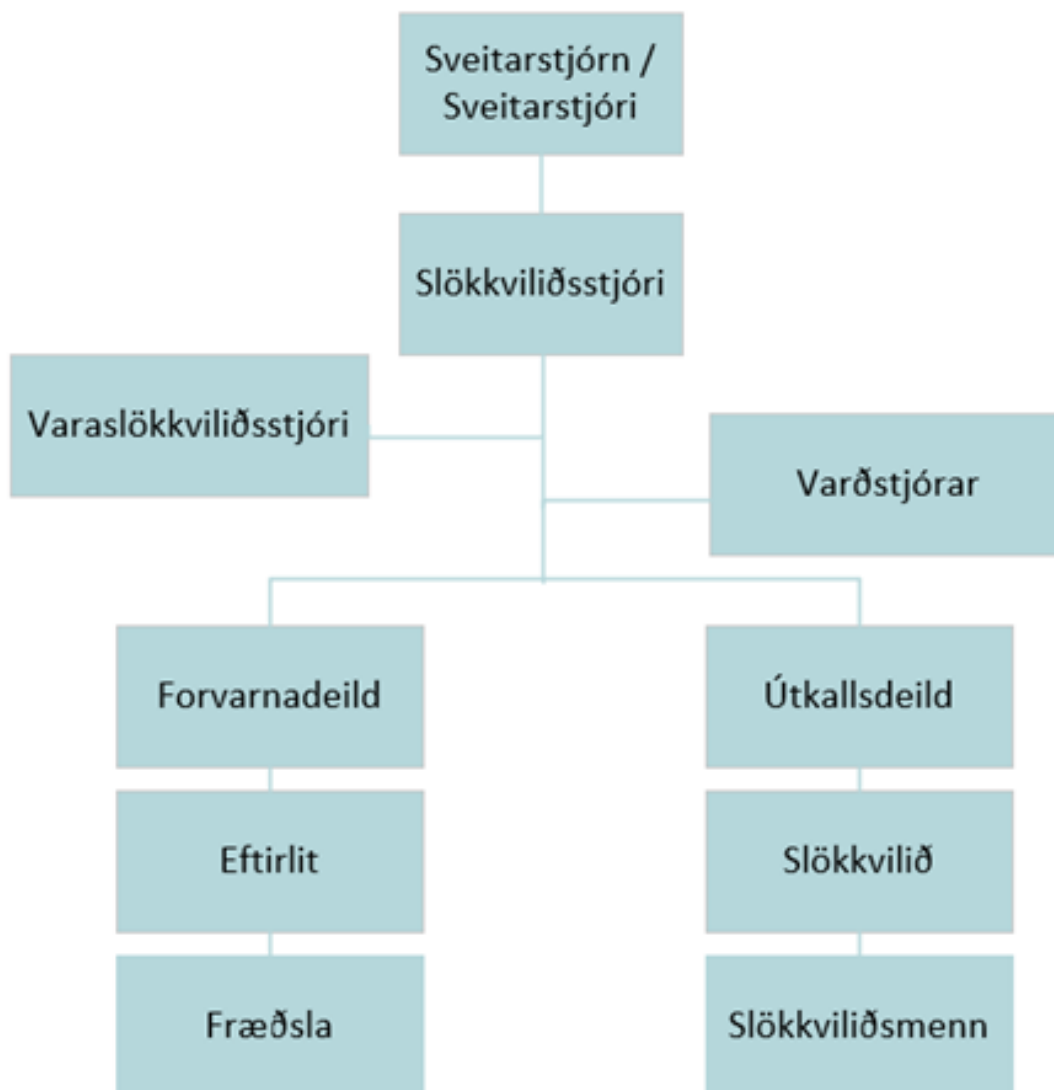 Sveitarstjórn /
Sveitarstjóri
Slökkviliðsstjóri
Varaslökkviliðsstjóri
Varðstjórar
Forvarnadeild
Útkallsdeild
Eftirlit
Slökkvilið
Fræðsla
Slökkviliðsmenn